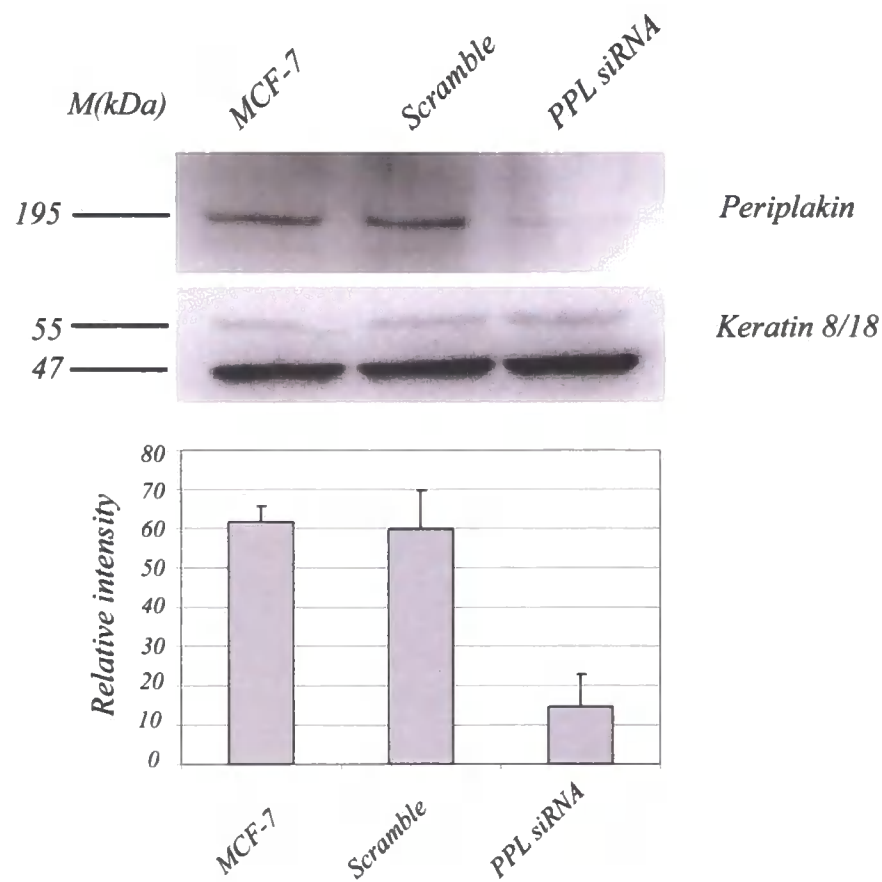 M(kDa)
MCF-7
Scramble
PPL siRNA
195
Periplakin
55
Keratin 8/18
47
80
70
60
50
40
30
20
10
0
Relative intensity
MCF-7
Scramble
PPL siRNA